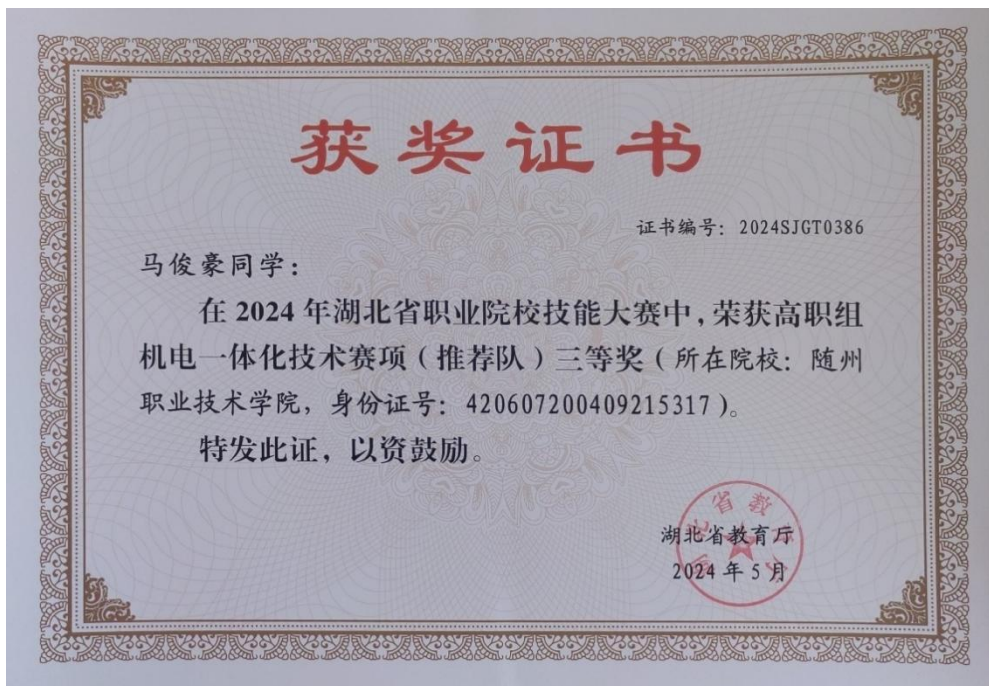 获奖证书
证书编号：2024SJGT0386
马俊豪同学：
在2024年湖北省职业院校技能大赛中，荣获高职组
机电一体化技术赛项（推荐队）三等奖（所在院校：随州
职业技术学院，身份证号：420607200409215317）。
特发此证，以资鼓励。
湖北省教育厅
2024年5月